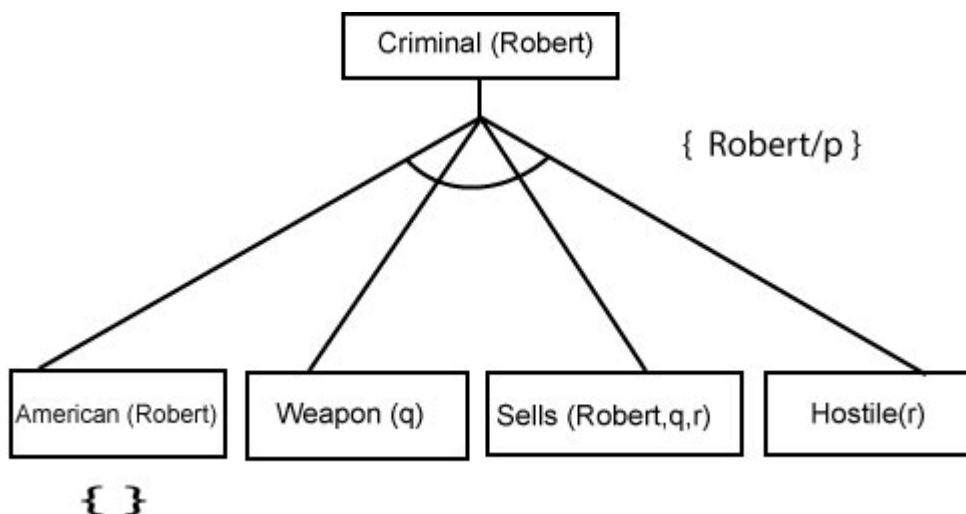 Criminal (Robert)
{ Robert/p }
American (Robert)
Weapon (q)
Sells (Robert,q,r)
Hostile(r)
{ }